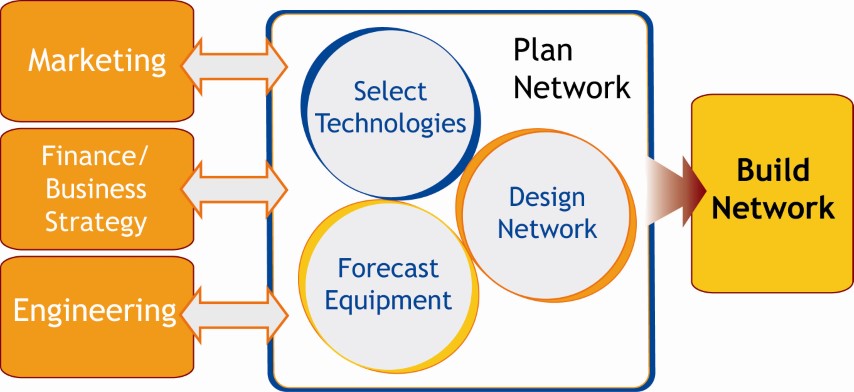 Marketing
Finance/
Business
Strategy
Engineering
Select
Technologies
Forecast
Equipment
Design
Network
Plan
Network
Build
Network